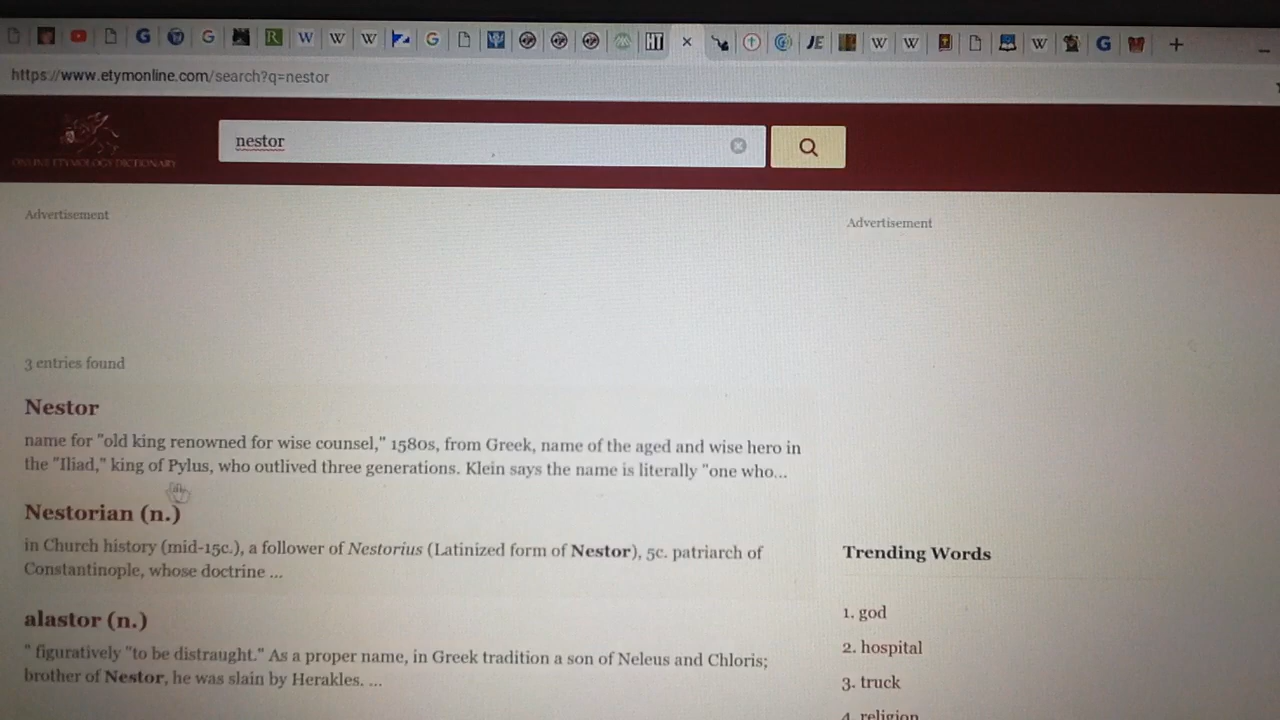 https://www.etymonline.com/search?q=nestor
ONLINE ETYMOLOGY DICTIONARY
nestor
Advertisement
Advertisement
3 entries found
Nestor
name for "old king renowned for wise counsel," 1580s, from Greek, name of the aged and wise hero in
the "Iliad," king of Pylus, who outlived three generations. Klein says the name is literally "one who...
Nestorian (n.)
in Church history (mid-15c.), a follower of Nestorius (Latinized form of Nestor), 5c. patriarch of
Constantinople, whose doctrine ...
alastor (n.)
" figuratively "to be distraught." As a proper name, in Greek tradition a son of Neleus and Chloris;
brother of Nestor, he was slain by Herakles. ...
Trending Words
1. god
2. hospital
3. truck
4. religion